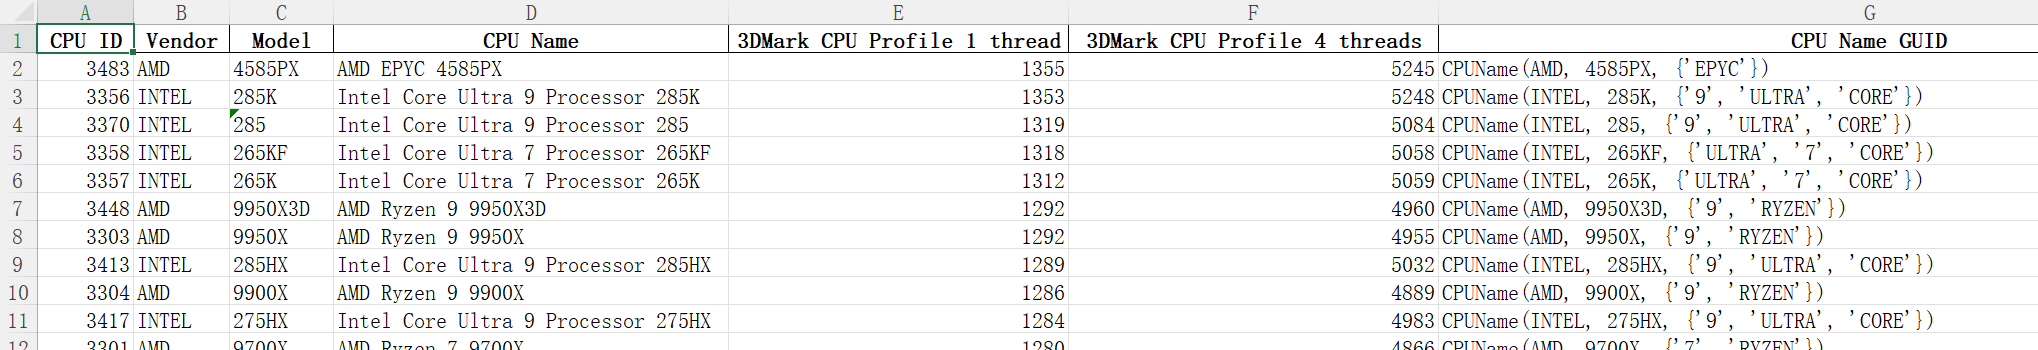 A B C D E F G
1 CPU ID Vendor Model CPU Name 3DMark CPU Profile 1 thread 3DMark CPU Profile 4 threads CPU Name GUID
2 3483 AMD 4585PX AMD EPYC 4585PX 1355 5245 CPUName(AMD, 4585PX, {'EPYC'})
3 3356 INTEL 285K Intel Core Ultra 9 Processor 285K 1353 5248 CPUName(INTEL, 285K, {'9', 'ULTRA', 'CORE'})
4 3370 INTEL 285 Intel Core Ultra 9 Processor 285 1319 5084 CPUName(INTEL, 285, {'9', 'ULTRA', 'CORE'})
5 3358 INTEL 265KF Intel Core Ultra 7 Processor 265KF 1318 5058 CPUName(INTEL, 265KF, {'ULTRA', '7', 'CORE'})
6 3357 INTEL 265K Intel Core Ultra 7 Processor 265K 1312 5059 CPUName(INTEL, 265K, {'ULTRA', '7', 'CORE'})
7 3448 AMD 9950X3D AMD Ryzen 9 9950X3D 1292 4960 CPUName(AMD, 9950X3D, {'9', 'RYZEN'})
8 3303 AMD 9950X AMD Ryzen 9 9950X 1292 4955 CPUName(AMD, 9950X, {'9', 'RYZEN'})
9 3413 INTEL 285HX Intel Core Ultra 9 Processor 285HX 1289 5032 CPUName(INTEL, 285HX, {'9', 'ULTRA', 'CORE'})
10 3304 AMD 9900X AMD Ryzen 9 9900X 1286 4889 CPUName(AMD, 9900X, {'9', 'RYZEN'})
11 3417 INTEL 275HX Intel Core Ultra 9 Processor 275HX 1284 4983 CPUName(INTEL, 275HX, {'9', 'ULTRA', 'CORE'})
12 3301 AMD 9700X AMD Ryzen 7 9700X 1280 4866 CPUName(AMD, 9700X, {'7', 'RYZEN'})